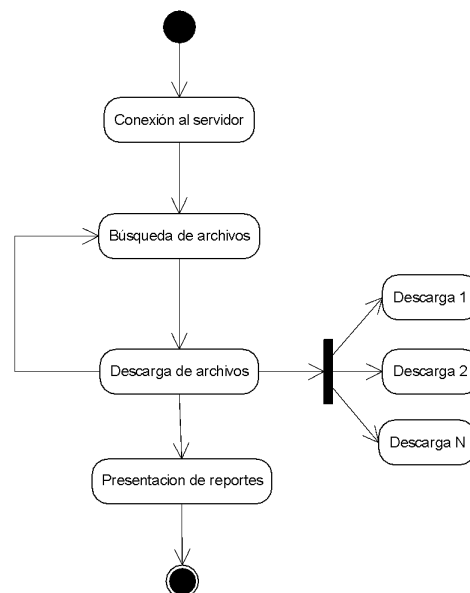 Conexión al servidor
Búsqueda de archivos
Descarga 1
Descarga de archivos
Descarga 2
Descarga N
Presentacion de reportes